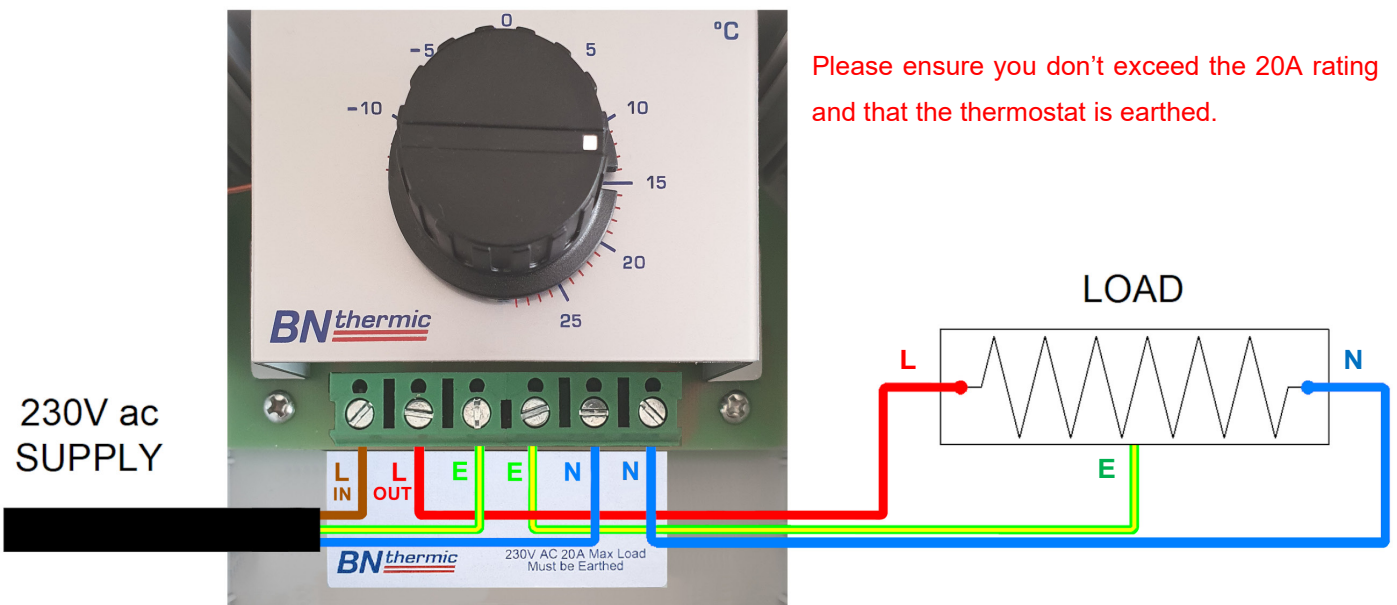 0
°C
-5
5
-10
10
15
20
25
BN thermic
Please ensure you don’t exceed the 20A rating
and that the thermostat is earthed.
LOAD
L
N
E
230V ac
SUPPLY
L
IN
L
OUT
E
E
N
N
BN thermic
230V AC 20A Max Load
Must be Earthed